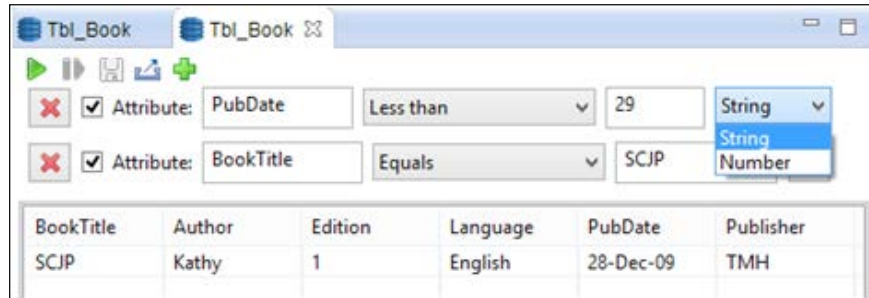 Tbl_Book Tbl_Book
Attribute: PubDate Less than 29 String
String
Number
Attribute: BookTitle Equals SCJP
BookTitle Author Edition Language PubDate Publisher
SCJP Kathy 1 English 28-Dec-09 TMH